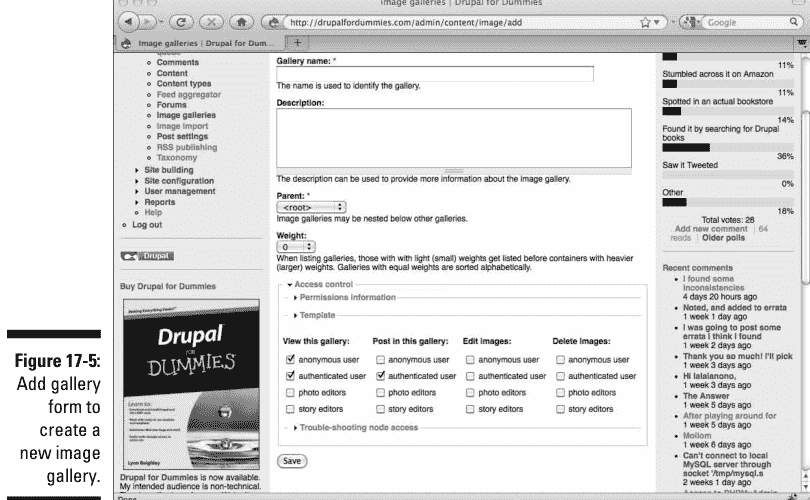 Image galleries | Drupal for Dummies
http://drupalfordummies.com/admin/content/image/add
Google
Image galleries | Drupal for Dum...
Comments
Content
Content types
Feed aggregator
Forums
Image galleries
Image import
Post settings
RSS publishing
Taxonomy
Site building
Site configuration
User management
Reports
Help
Log out
Drupal
Buy Drupal for Dummies
Making Everything Easier!
Drupal
FOR
DUMMIES
Learn to:
Lynn Beighley
Drupal for Dummies is now available.
My intended audience is non-technical.
Done
Gallery name: *
The name is used to identify the gallery.
Description:
The description can be used to provide more information about the image gallery.
Parent: *
<root>
Image galleries may be nested below other galleries.
Weight:
0
When listing galleries, those with with light (small) weights get listed before containers with heavier
(larger) weights. Galleries with equal weights are sorted alphabetically.
Access control
Permissions information
Template
View this gallery: Post in this gallery: Edit images: Delete images:
anonymous user anonymous user anonymous user anonymous user
authenticated user authenticated user authenticated user authenticated user
photo editors photo editors photo editors photo editors
story editors story editors story editors story editors
Trouble-shooting node access
Save
11%
Stumbled across it on Amazon
11%
Spotted in an actual bookstore
14%
Found it by searching for Drupal
books
36%
Saw it Tweeted
0%
Other
18%
Total votes: 28
Add new comment | 64
reads | Older polls
Recent comments
I found some
inconsistencies
4 days 20 hours ago
Noted, and added to errata
1 week 1 day ago
I was going to post some
errata I think I found
1 week 2 days ago
Thank you so much! I'll pick
1 week 3 days ago
Hi lalalanono,
1 week 3 days ago
The Answer
1 week 5 days ago
After playing around for
1 week 5 days ago
Mollom
1 week 6 days ago
Can't connect to local
MySQL server through
socket '/tmp/mysql.s
2 weeks 1 day ago
Figure 17-5:
Add gallery
form to
create a
new image
gallery.